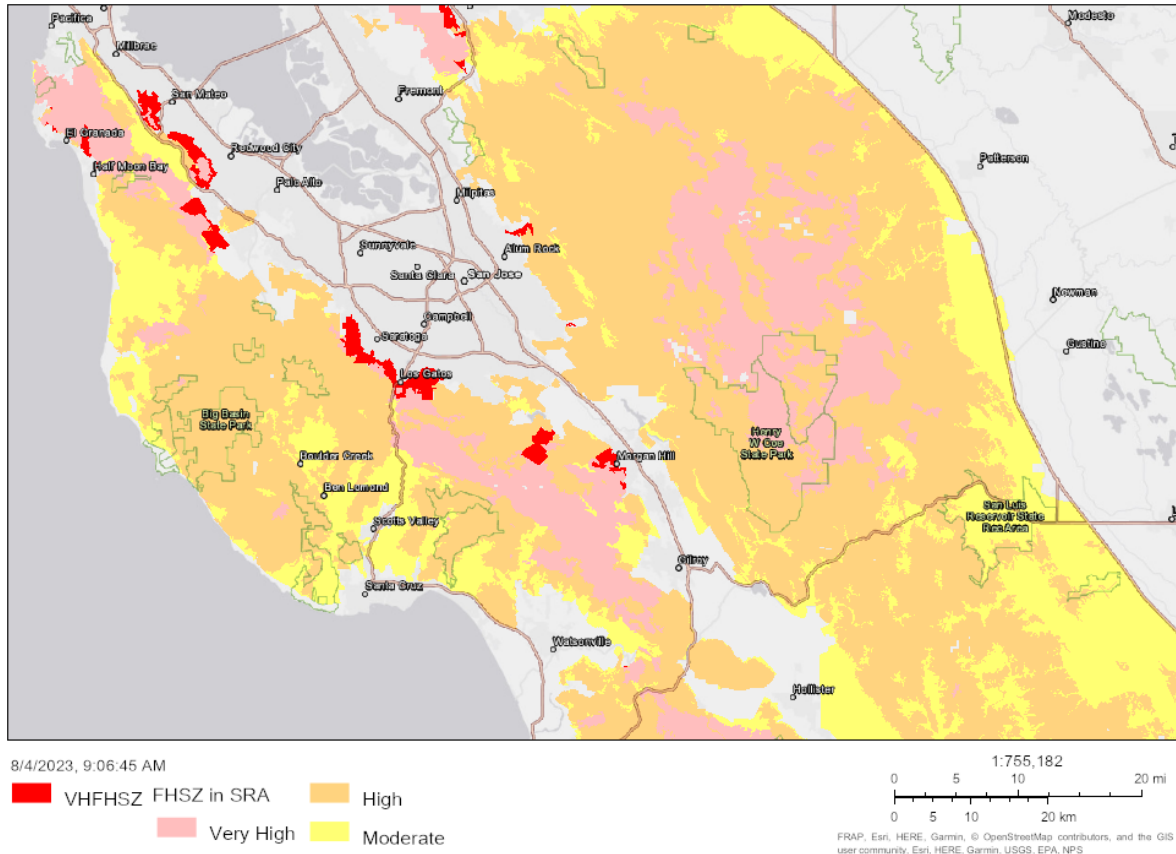 Pacifica
Modesto
Millbrae
San Mateo
Fremont
El Granada
Redwood City
Patterson
Half Moon Bay
Palo Alto
Milpitas
Sunnyvale
Alum Rock
Santa Clara
San Jose
Newman
Campbell
Saratoga
Gustine
Los Gatos
Big Basin
State Park
Henry
W Coe
State Park
Boulder Creek
Morgan Hill
Ben Lomond
San Luis
Reservoir State
Rec Area
Scotts Valley
Gilroy
Santa Cruz
Watsonville
Hollister
8/4/2023, 9:06:45 AM
VHFHSZ
FHSZ in SRA
Very High
High
Moderate
1:755,182
0 5 10 20 mi
0 5 10 20 km
FRAP, Esri, HERE, Garmin, © OpenStreetMap contributors, and the GIS
user community, Esri, HERE, Garmin, USGS, EPA, NPS